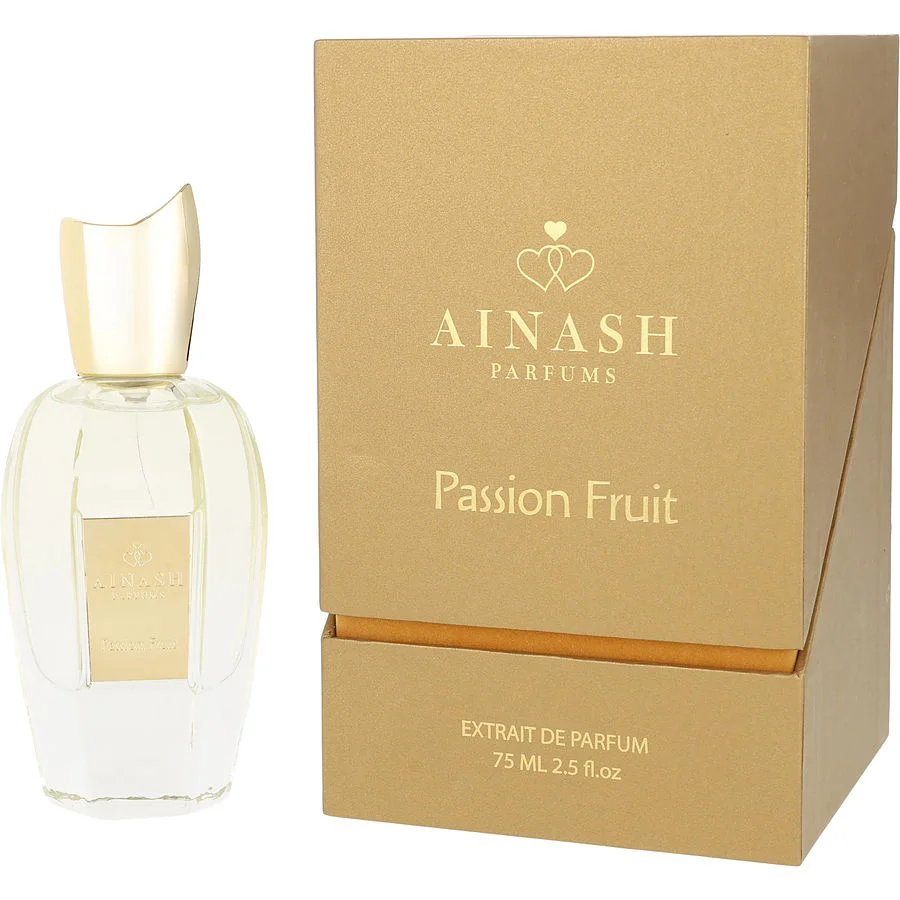 AINASH
PARFUMS
Passion Fruit
AINASH
PARFUMS
Passion Fruit
EXTRAIT DE PARFUM
75 ML 2.5 fl.oz